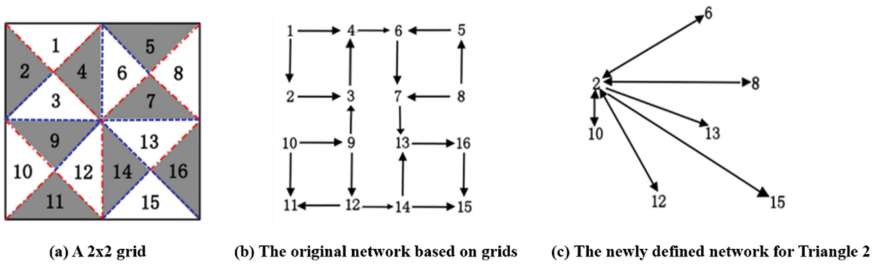 1 5
2 4 6 8
3 7
9 13
10 12 14 16
11 15
(a) A 2x2 grid
1 4 6 5
2 3 7 8
10 9 13 16
11 12 14 15
(b) The original network based on grids
6
2 8
10 13
12 15
(c) The newly defined network for Triangle 2